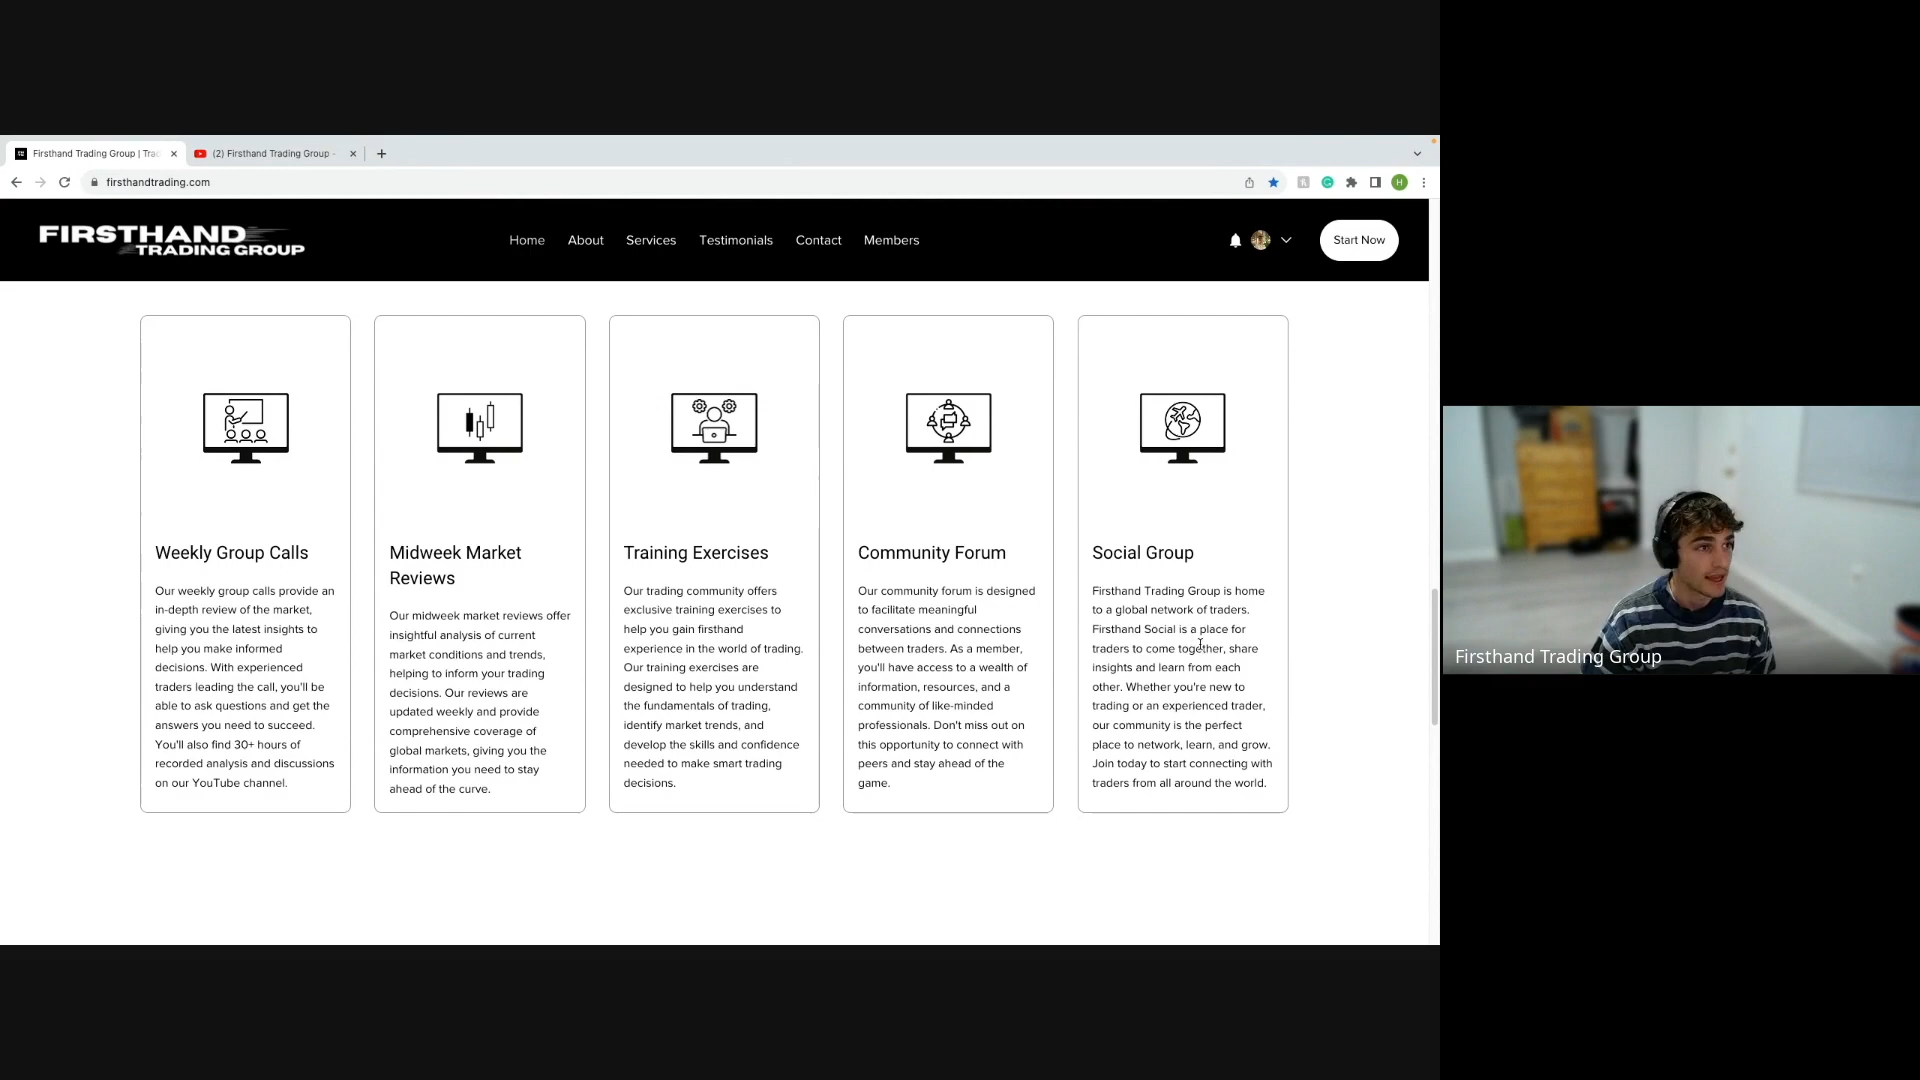 Firsthand Trading Group | Tra
(2) Firsthand Trading Group -
firsthandtrading.com
H
FIRSTHAND
TRADING GROUP
Home
About
Services
Testimonials
Contact
Members
Start Now
Weekly Group Calls
Our weekly group calls provide an
in-depth review of the market,
giving you the latest insights to
help you make informed
decisions. With experienced
traders leading the call, you'll be
able to ask questions and get the
answers you need to succeed.
You'll also find 30+ hours of
recorded analysis and discussions
on our YouTube channel.
Midweek Market
Reviews
Our midweek market reviews offer
insightful analysis of current
market conditions and trends,
helping to inform your trading
decisions. Our reviews are
updated weekly and provide
comprehensive coverage of
global markets, giving you the
information you need to stay
ahead of the curve.
Training Exercises
Our trading community offers
exclusive training exercises to
help you gain firsthand
experience in the world of trading.
Our training exercises are
designed to help you understand
the fundamentals of trading,
identify market trends, and
develop the skills and confidence
needed to make smart trading
decisions.
Community Forum
Our community forum is designed
to facilitate meaningful
conversations and connections
between traders. As a member,
you'll have access to a wealth of
information, resources, and a
community of like-minded
professionals. Don't miss out on
this opportunity to connect with
peers and stay ahead of the
game.
Social Group
Firsthand Trading Group is home
to a global network of traders.
Firsthand Social is a place for
traders to come together, share
insights and learn from each
other. Whether you're new to
trading or an experienced trader,
our community is the perfect
place to network, learn, and grow.
Join today to start connecting with
traders from all around the world.
Firsthand Trading Group